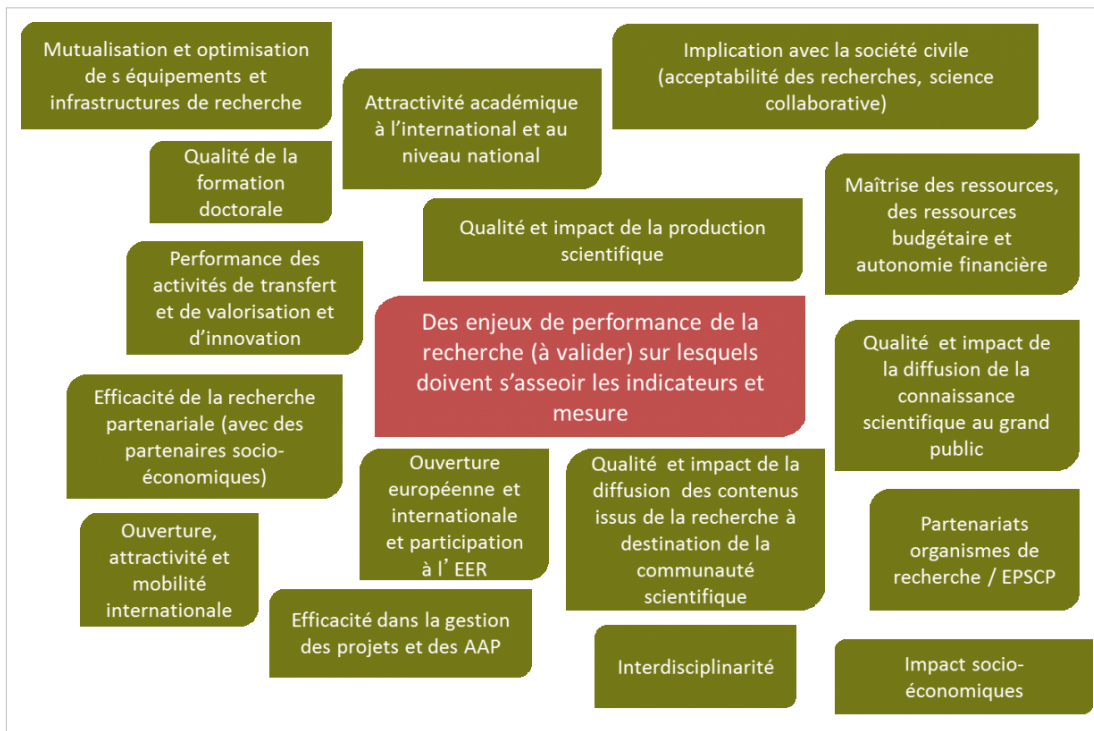 Mutualisation et optimisation
de s équipements et
infrastructures de recherche
Attractivité académique
à l'international et au
niveau national
Implication avec la société civile
(acceptabilité des recherches, science
collaborative)
Qualité de la
formation
doctorale
Qualité et impact de la production
scientifique
Maîtrise des ressources,
des ressources
budgétaire et
autonomie financière
Performance des
activités de transfert
et de valorisation et
d'innovation
Des enjeux de performance de la
recherche (à valider) sur lesquels
doivent s'asseoir les indicateurs et
mesure
Qualité et impact de
la diffusion de la
connaissance
scientifique au grand
public
Efficacité de la recherche
partenariale (avec des
partenaires socio-
économiques)
Ouverture
européenne et
internationale
et participation
à l' EER
Qualité et impact de la
diffusion des contenus
issus de la recherche à
destination de la
communauté
scientifique
Partenariats
organismes de
recherche / EPSCP
Ouverture,
attractivité et
mobilité
internationale
Efficacité dans la gestion
des projets et des AAP
Interdisciplinarité
Impact socio-
économiques